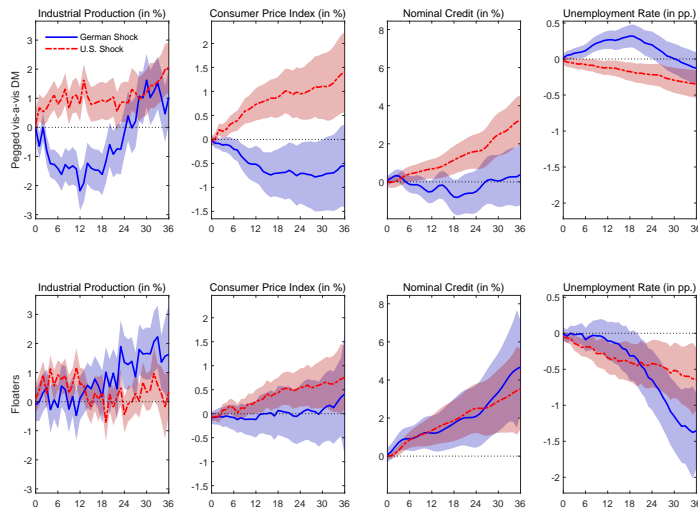 Industrial Production (in %)
Consumer Price Index (in %)
Nominal Credit (in %)
Unemployment Rate (in pp.)
German Shock
U.S. Shock
Pegged vis-a-vis DM
3
2
1
0
-1
-2
-3
0 6 12 18 24 30 36
2
1.5
1
0.5
0
-0.5
-1
-1.5
0 6 12 18 24 30 36
8
6
4
2
0
0 6 12 18 24 30 36
0.5
0
-0.5
-1
-1.5
-2
0 6 12 18 24 30 36
Industrial Production (in %)
Consumer Price Index (in %)
Nominal Credit (in %)
Unemployment Rate (in pp.)
Floaters
3
2
1
0
-1
-2
-3
0 6 12 18 24 30 36
2
1.5
1
0.5
0
-0.5
-1
-1.5
0 6 12 18 24 30 36
8
6
4
2
0
0 6 12 18 24 30 36
0.5
0
-0.5
-1
-1.5
-2
0 6 12 18 24 30 36